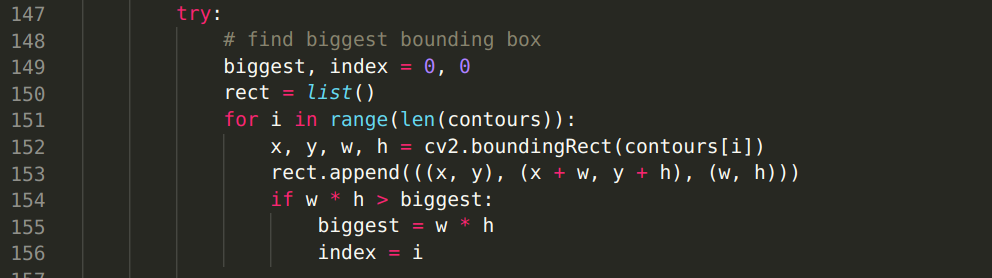 147 try:
148 # find biggest bounding box
149 biggest, index = 0, 0
150 rect = list()
151 for i in range(len(contours)):
152 x, y, w, h = cv2.boundingRect(contours[i])
153 rect.append(((x, y), (x + w, y + h), (w, h)))
154 if w * h > biggest:
155 biggest = w * h
156 index = i
157